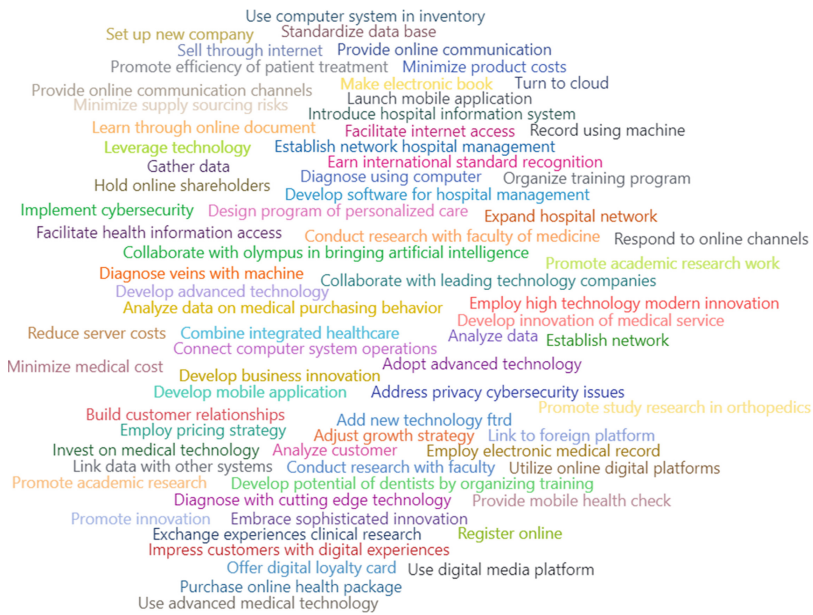 Use computer system in inventory
Set up new company
Standardize data base
Sell through internet
Provide online communication
Promote efficiency of patient treatment
Minimize product costs
Provide online communication channels
Make electronic book
Turn to cloud
Minimize supply sourcing risks
Launch mobile application
Introduce hospital information system
Learn through online document
Facilitate internet access
Record using machine
Leverage technology
Establish network hospital management
Gather data
Earn international standard recognition
Hold online shareholders
Diagnose using computer
Organize training program
Develop software for hospital management
Implement cybersecurity
Design program of personalized care
Expand hospital network
Facilitate health information access
Conduct research with faculty of medicine
Respond to online channels
Collaborate with olympus in bringing artificial intelligence
Promote academic research work
Diagnose veins with machine
Collaborate with leading technology companies
Develop advanced technology
Analyze data on medical purchasing behavior
Employ high technology modern innovation
Develop innovation of medical service
Reduce server costs
Combine integrated healthcare
Analyze data
Establish network
Connect computer system operations
Minimize medical cost
Adopt advanced technology
Develop business innovation
Develop mobile application
Address privacy cybersecurity issues
Promote study research in orthopedics
Build customer relationships
Add new technology ftrd
Employ pricing strategy
Adjust growth strategy
Link to foreign platform
Invest on medical technology
Analyze customer
Employ electronic medical record
Link data with other systems
Conduct research with faculty
Utilize online digital platforms
Promote academic research
Develop potential of dentists by organizing training
Diagnose with cutting edge technology
Provide mobile health check
Promote innovation
Embrace sophisticated innovation
Exchange experiences clinical research
Register online
Impress customers with digital experiences
Offer digital loyalty card
Use digital media platform
Purchase online health package
Use advanced medical technology